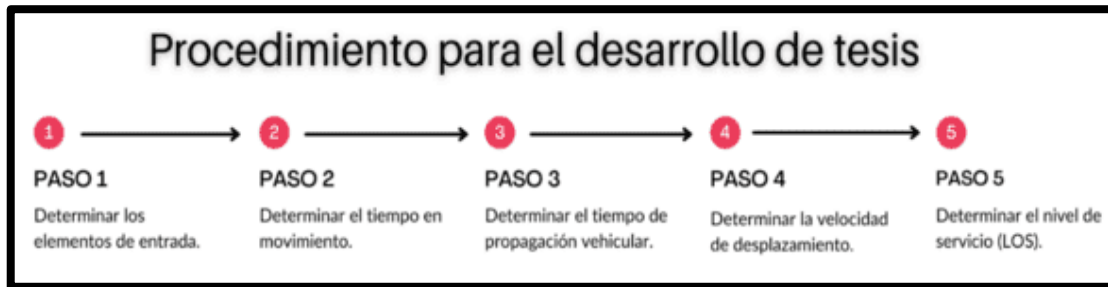 Procedimiento para el desarrollo de tesis
1
2
3
4
5
PASO 1
PASO 2
PASO 3
PASO 4
PASO 5
Determinar los
elementos de entrada.
Determinar el tiempo en
movimiento.
Determinar el tiempo de
propagación vehicular.
Determinar la velocidad
de desplazamiento.
Determinar el nivel de
servicio (LOS).